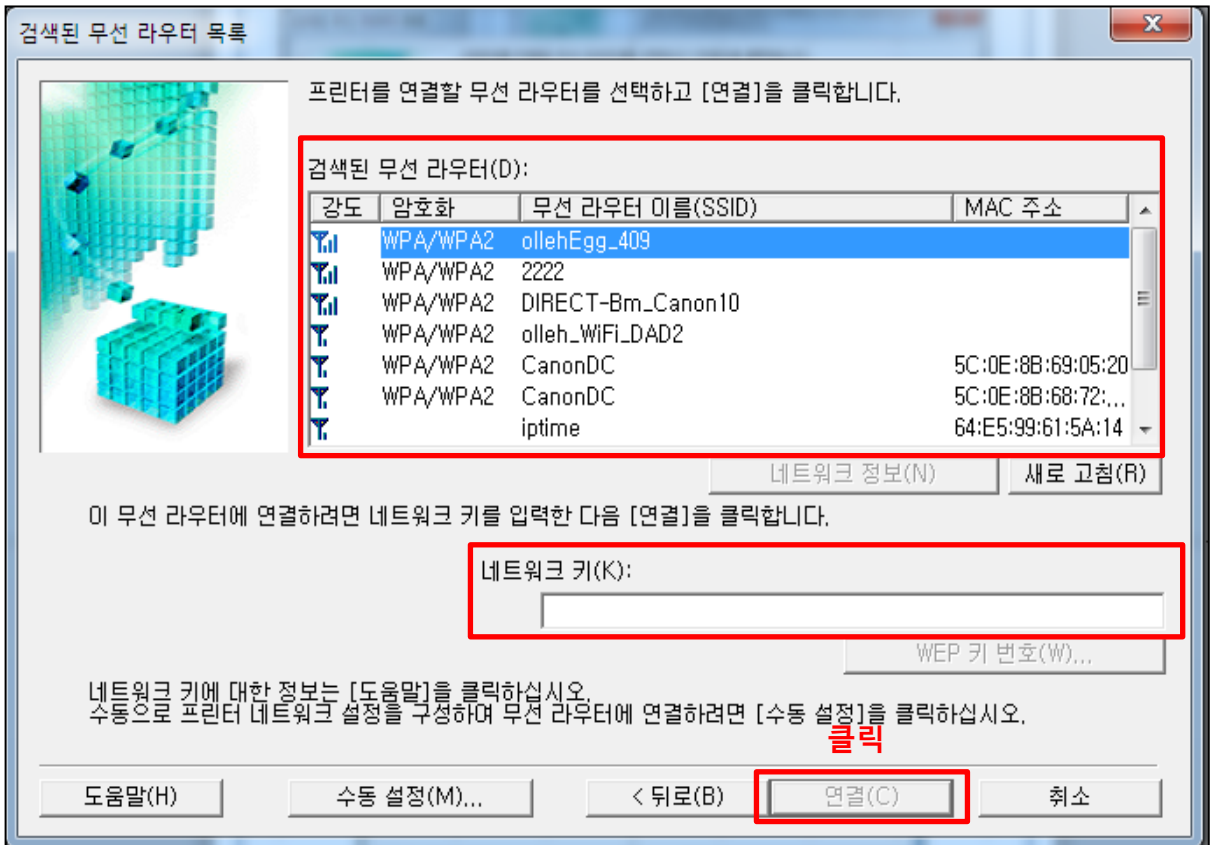 검색된 무선 라우터 목록
프린터를 연결할 무선 라우터를 선택하고 [연결]을 클릭합니다.
검색된 무선 라우터(D):
강도 암호화 무선 라우터 이름(SSID) MAC 주소
WPA/WPA2 ollehEgg_409
WPA/WPA2 2222
WPA/WPA2 DIRECT-Bm_Canon10
WPA/WPA2 olleh_WiFi_DAD2
WPA/WPA2 CanonDC 5C:0E:8B:69:05:20
WPA/WPA2 CanonDC 5C:0E:8B:68:72:...
iptime 64:E5:99:61:5A:14
네트워크 정보(N) 새로 고침(R)
이 무선 라우터에 연결하려면 네트워크 키를 입력한 다음 [연결]을 클릭합니다.
네트워크 키(K):
WEP 키 번호(W)...
네트워크 키에 대한 정보는 [도움말]을 클릭하십시오.
수동으로 프린터 네트워크 설정을 구성하여 무선 라우터에 연결하려면 [수동 설정]을 클릭하십시오.
클릭
도움말(H) 수동 설정(M)... < 뒤로(B) 연결(C) 취소